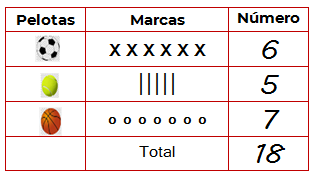 Pelotas Marcas Número
X X X X X X 6
||||| 5
o o o o o o o 7
Total 18